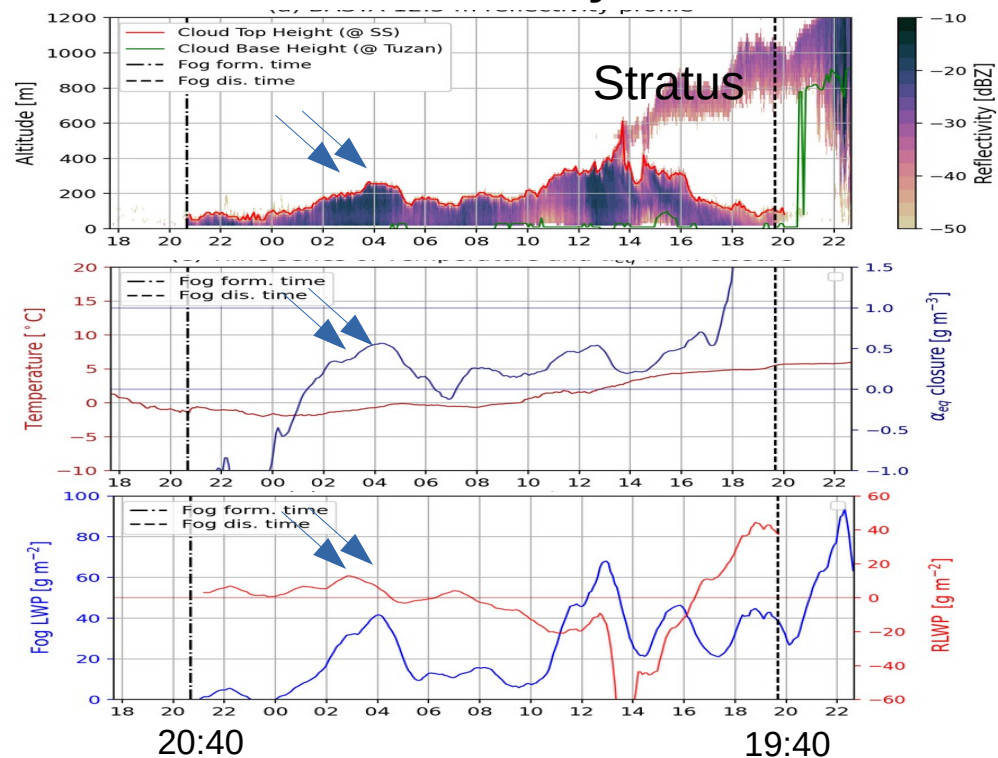 1200
1000
800
600
400
200
0
Altitude [m]
Cloud Top Height (@ SS)
Cloud Base Height (@ Tuzan)
Fog form. time
Fog dis. time
Stratus
−10
−20
−30
−40
−50
Reflectivity [dBZ]
18 20 22 00 02 04 06 08 10 12 14 16 18 20 22
20
15
10
5
0
−5
−10
Temperature [°C]
Fog form. time
Fog dis. time
1.5
1.0
0.5
0.0
−0.5
−1.0
αeq closure [g m⁻³]
18 20 22 00 02 04 06 08 10 12 14 16 18 20 22
100
80
60
40
20
0
Fog LWP [g m⁻²]
Fog form. time
Fog dis. time
60
40
20
0
−20
−40
−60
RLWP [g m⁻²]
18 20 22 00 02 04 06 08 10 12 14 16 18 20 22
20:40 19:40